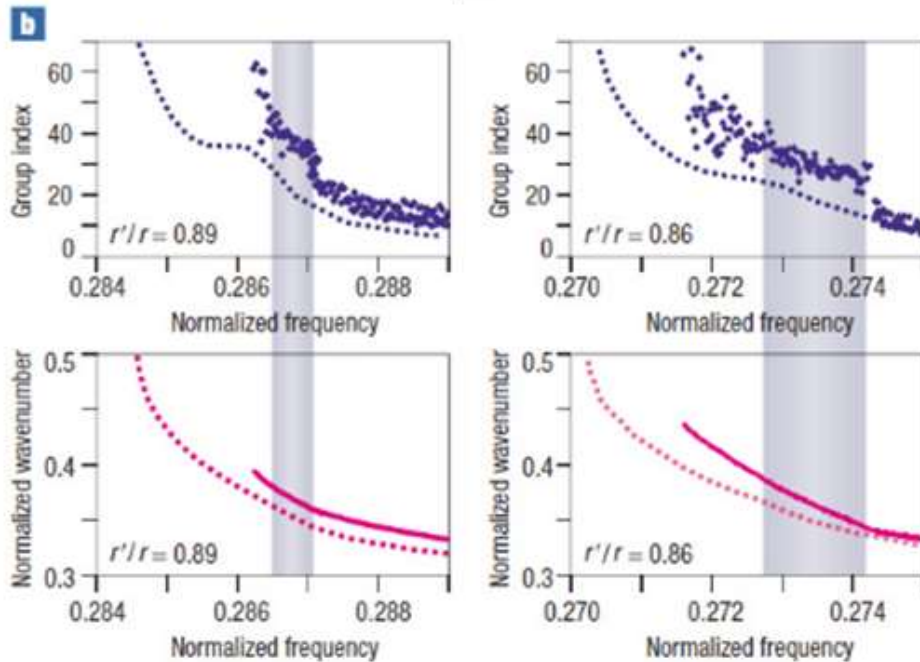 b
Group index
60
40
20
0
r′/r = 0.89
0.284
0.286
0.288
Normalized frequency
Group index
60
40
20
0
r′/r = 0.86
0.270
0.272
0.274
Normalized frequency
Normalized wavenumber
0.5
0.4
0.3
r′/r = 0.89
0.284
0.286
0.288
Normalized frequency
Normalized wavenumber
0.5
0.4
0.3
r′/r = 0.86
0.270
0.272
0.274
Normalized frequency